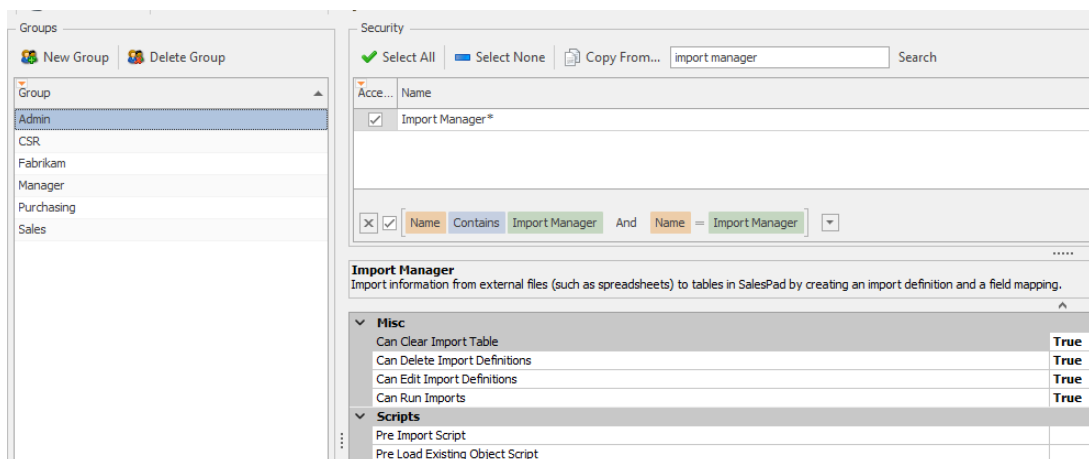 Groups
New Group Delete Group
Group
Admin
CSR
Fabrikam
Manager
Purchasing
Sales
Security
Select All Select None Copy From... import manager Search
Acce... Name
Import Manager*
Name Contains Import Manager And Name = Import Manager
Import Manager
Import information from external files (such as spreadsheets) to tables in SalesPad by creating an import definition and a field mapping.
Misc
Can Clear Import Table True
Can Delete Import Definitions True
Can Edit Import Definitions True
Can Run Imports True
Scripts
Pre Import Script
Pre Load Existing Object Script